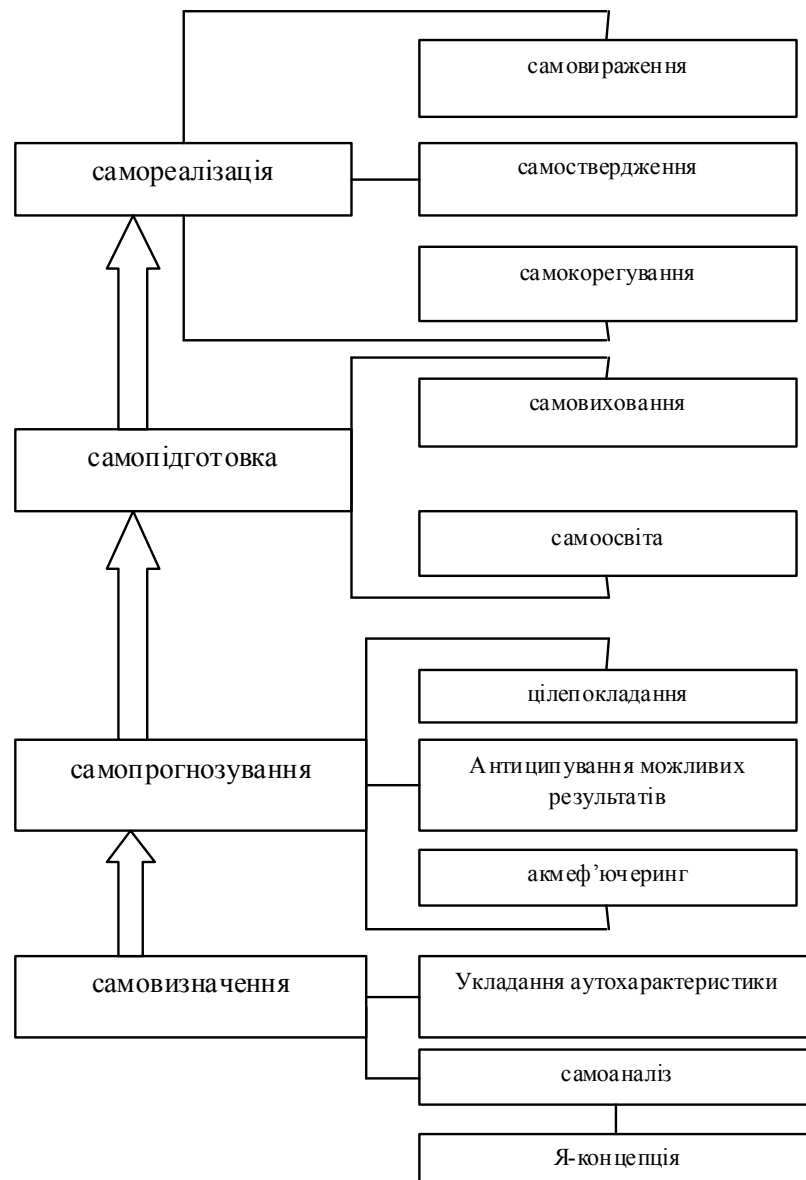 самовираження
самореалізація
самоствердження
самокорегування
самовиховання
самопідготовка
самоосвіта
цілепокладання
самопрогнозування
Антиципування можливих
результатів
акмеф’ючеринг
самовизначення
Укладання аутохарактеристики
самоаналіз
Я-концепція